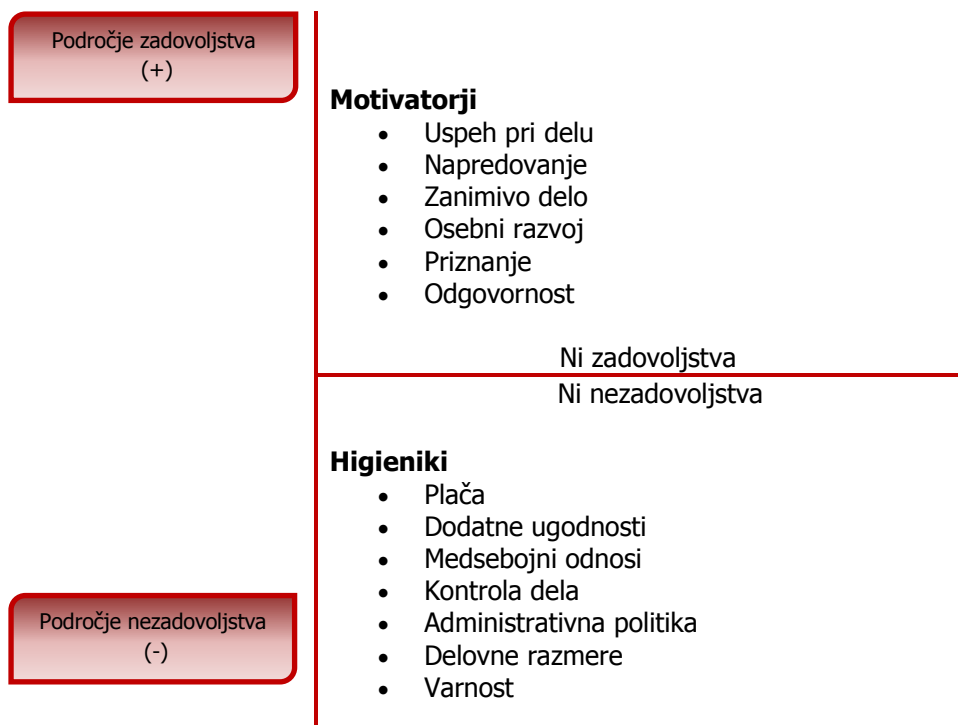 Področje zadovoljstva
(+)
Motivatorji
• Uspeh pri delu
• Napredovanje
• Zanimivo delo
• Osebni razvoj
• Priznanje
• Odgovornost
Ni zadovoljstva
Ni nezadovoljstva
Higieniki
• Plača
• Dodatne ugodnosti
• Medsebojni odnosi
• Kontrola dela
• Administrativna politika
• Delovne razmere
• Varnost
Področje nezadovoljstva
(-)